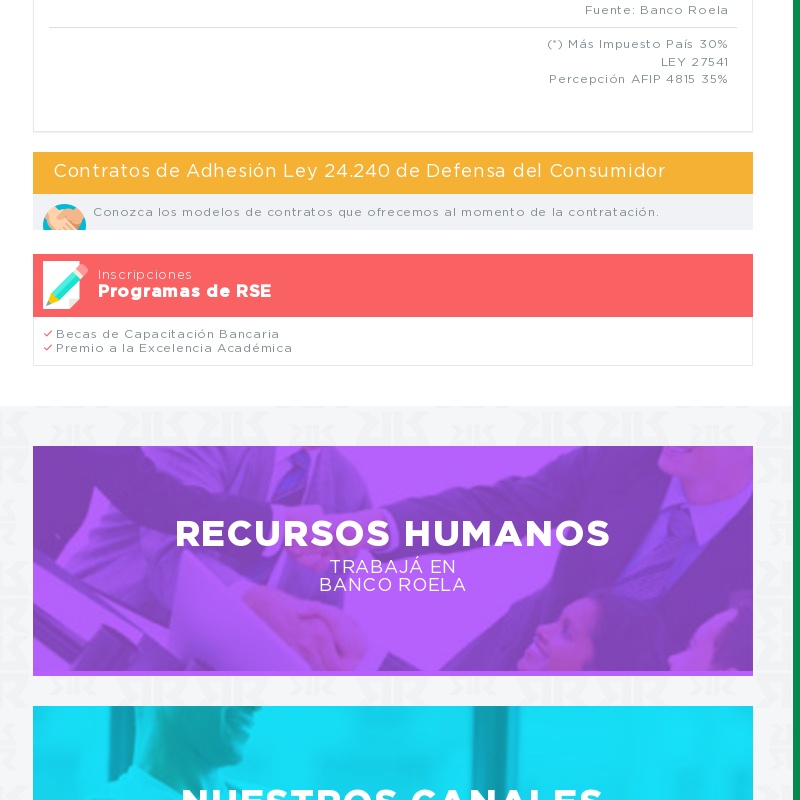 Fuente: Banco Roela
(*) Más Impuesto País 30%
LEY 27541
Percepción AFIP 4815 35%
Contratos de Adhesión Ley 24.240 de Defensa del Consumidor
Conozca los modelos de contratos que ofrecemos al momento de la contratación.
Inscripciones
Programas de RSE
Becas de Capacitación Bancaria
Premio a la Excelencia Académica
RECURSOS HUMANOS
TRABAJÁ EN
BANCO ROELA
NUESTROS CANALES